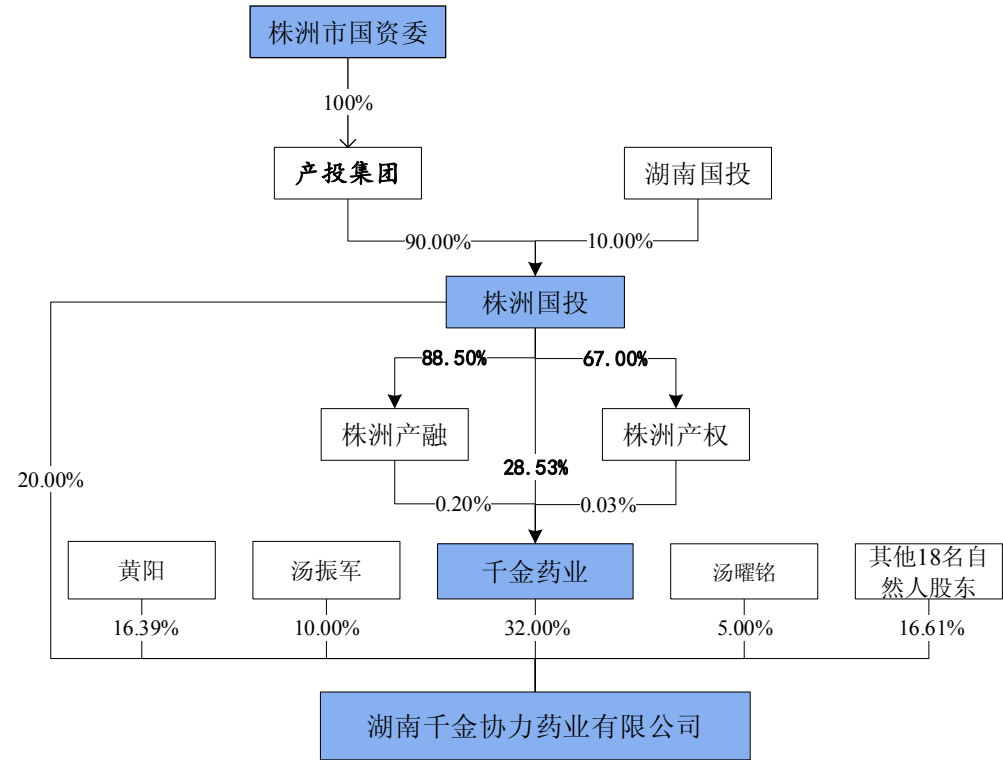 株洲市国资委
100%
产投集团
湖南国投
90.00%
10.00%
株洲国投
88.50%
67.00%
株洲产融
株洲产权
28.53%
20.00%
0.20%
0.03%
黄阳
汤振军
千金药业
汤曜铭
其他18名自
然人股东
16.39%
10.00%
32.00%
5.00%
16.61%
湖南千金协力药业有限公司